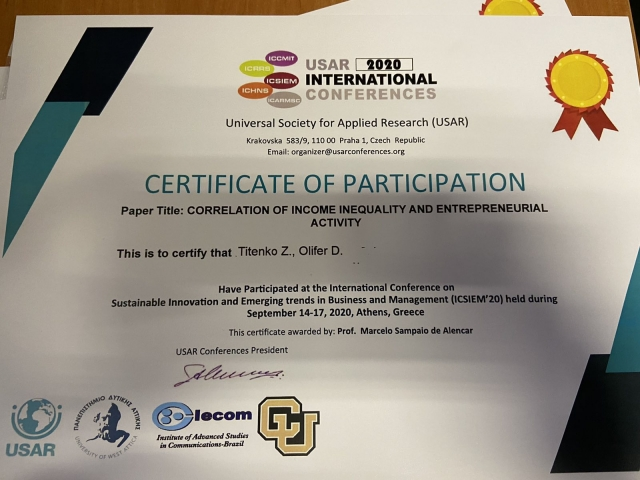 ICCMIT
ICRRS
ICSIEM
ICHNS
ICARMSC
USAR 2020
INTERNATIONAL
CONFERENCES
Universal Society for Applied Research (USAR)
Krakovska 583/9, 110 00 Praha 1, Czech Republic
Email: organizer@usarconferences.org
CERTIFICATE OF PARTICIPATION
Paper Title: CORRELATION OF INCOME INEQUALITY AND ENTREPRENEURIAL
ACTIVITY
This is to certify that Titenko Z., Olifer D.
Have Participated at the International Conference on
Sustainable Innovation and Emerging trends in Business and Management (ICSIEM'20) held during
September 14-17, 2020, Athens, Greece
This certificate awarded by: Prof. Marcelo Sampaio de Alencar
USAR Conferences President
USAR
ΠΑΝΕΠΙΣΤΗΜΙΟ ΔΥΤΙΚΗΣ ΑΤΤΙΚΗΣ
UNIVERSITY OF WEST ATTICA
lecom
Institute of Advanced Studies
in Communications-Brazil
CU